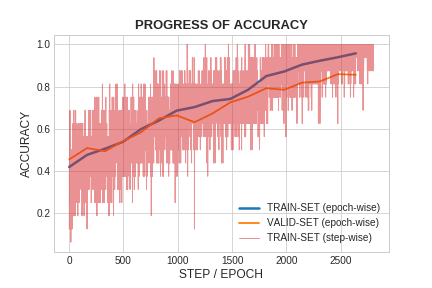 PROGRESS OF ACCURACY
1.0
0.8
0.6
0.4
0.2
ACCURACY
TRAIN-SET (epoch-wise)
VALID-SET (epoch-wise)
TRAIN-SET (step-wise)
0 500 1000 1500 2000 2500
STEP / EPOCH